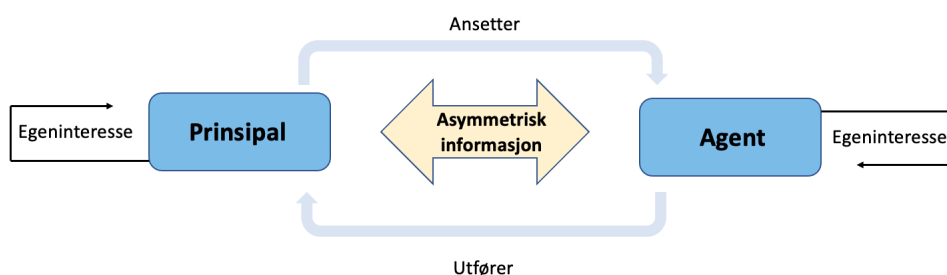 Ansetter
Egeninteresse
Prinsipal
Asymmetrisk
informasjon
Agent
Egeninteresse
Utfører